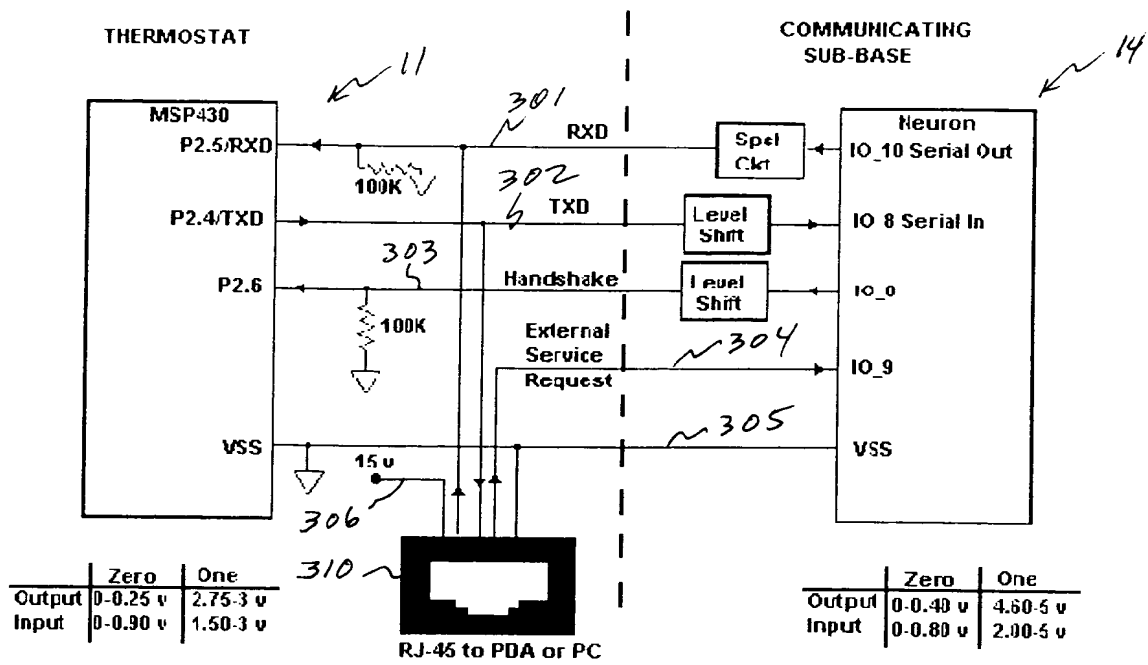 THERMOSTAT
COMMUNICATING
SUB-BASE
11
14
MSP430
P2.5/RXD
301
RXD
Spcl
Ckt
Neuron
IO_10 Serial Out
100K
302
P2.4/TXD
TXD
Level
Shift
IO_8 Serial In
303
P2.6
Handshake
Level
Shift
IO_0
100K
External
Service
Request
304
IO_9
305
VSS
VSS
15 v
306
310
Zero One
Output 0-0.25 v 2.75-3 v
Input 0-0.90 v 1.50-3 v
RJ-45 to PDA or PC
Zero One
Output 0-0.40 v 4.60-5 v
Input 0-0.80 v 2.00-5 v